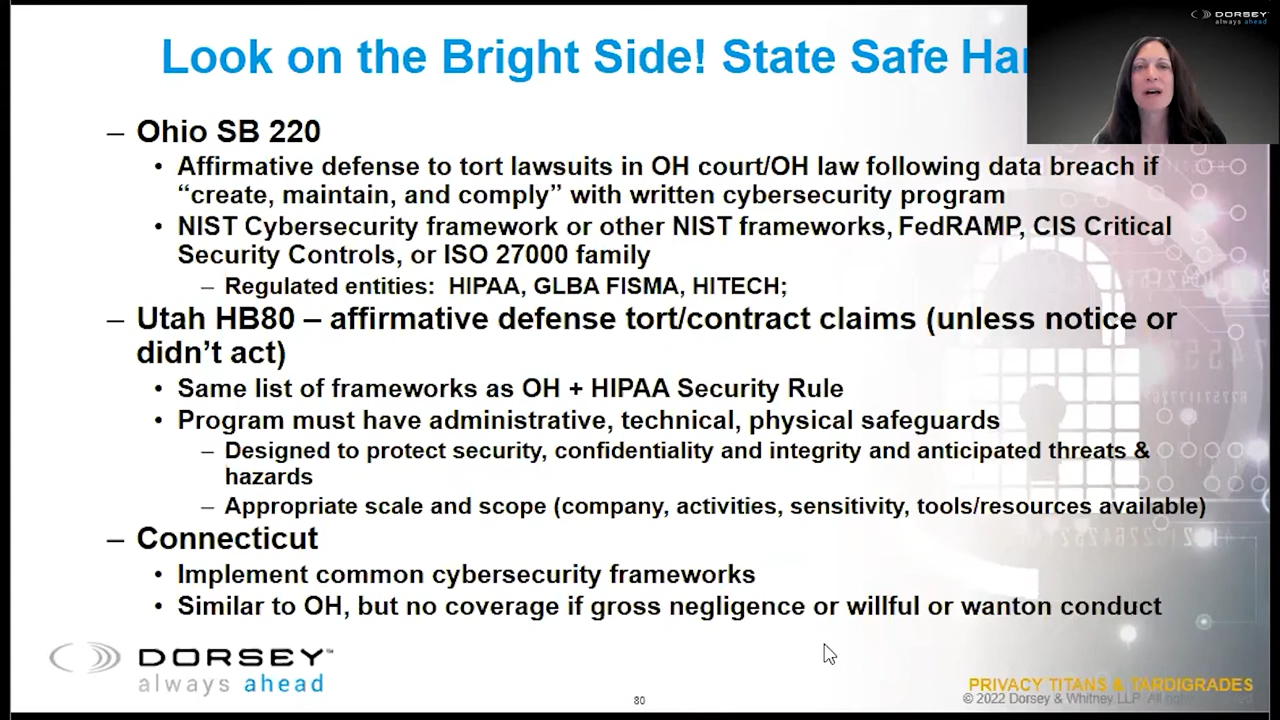 Look on the Bright Side! State Safe Har
DORSEY
always ahead
– Ohio SB 220
• Affirmative defense to tort lawsuits in OH court/OH law following data breach if
“create, maintain, and comply” with written cybersecurity program
• NIST Cybersecurity framework or other NIST frameworks, FedRAMP, CIS Critical
Security Controls, or ISO 27000 family
– Regulated entities: HIPAA, GLBA FISMA, HITECH;
– Utah HB80 – affirmative defense tort/contract claims (unless notice or
didn’t act)
• Same list of frameworks as OH + HIPAA Security Rule
• Program must have administrative, technical, physical safeguards
– Designed to protect security, confidentiality and integrity and anticipated threats &
hazards
– Appropriate scale and scope (company, activities, sensitivity, tools/resources available)
– Connecticut
• Implement common cybersecurity frameworks
• Similar to OH, but no coverage if gross negligence or willful or wanton conduct
DORSEY™
always ahead
80
PRIVACY TITANS & TARDIGRADES
© 2022 Dorsey & Whitney LLP. All